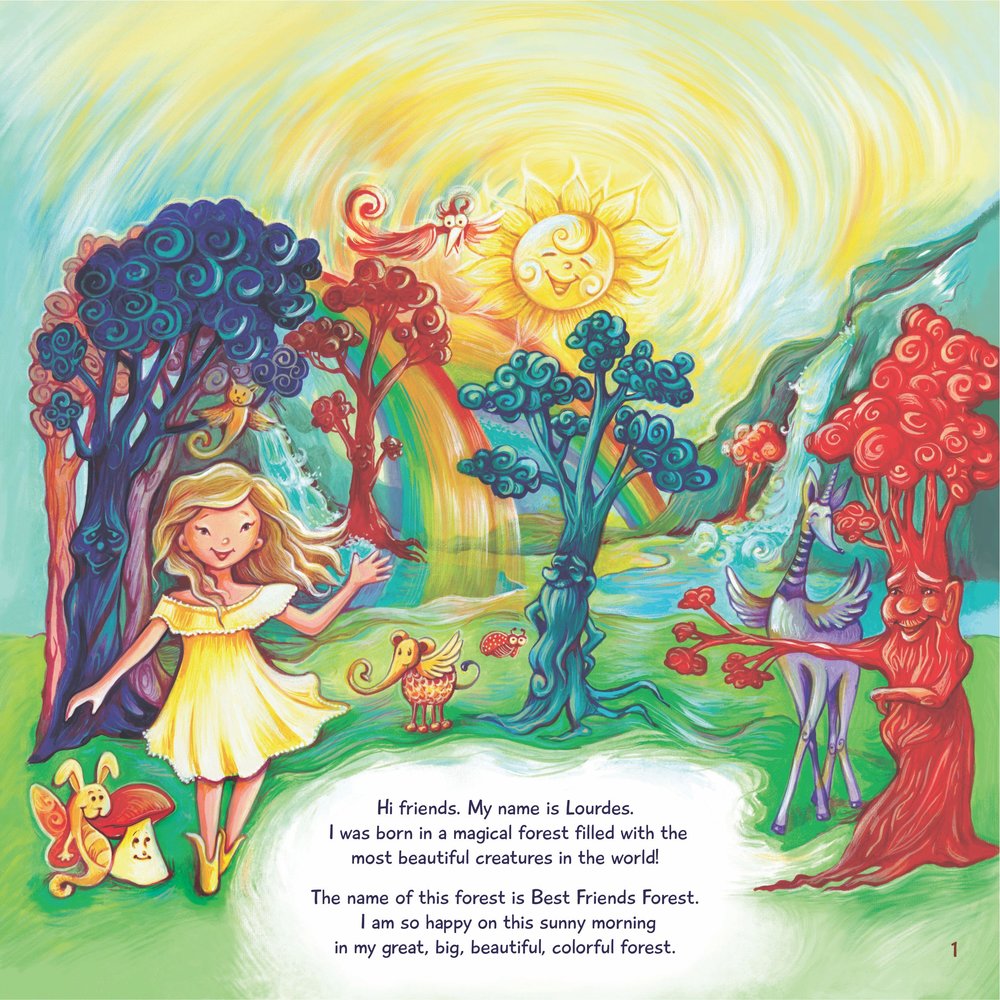 Hi friends. My name is Lourdes.
I was born in a magical forest filled with the
most beautiful creatures in the world!
The name of this forest is Best Friends Forest.
I am so happy on this sunny morning
in my great, big, beautiful, colorful forest.
1